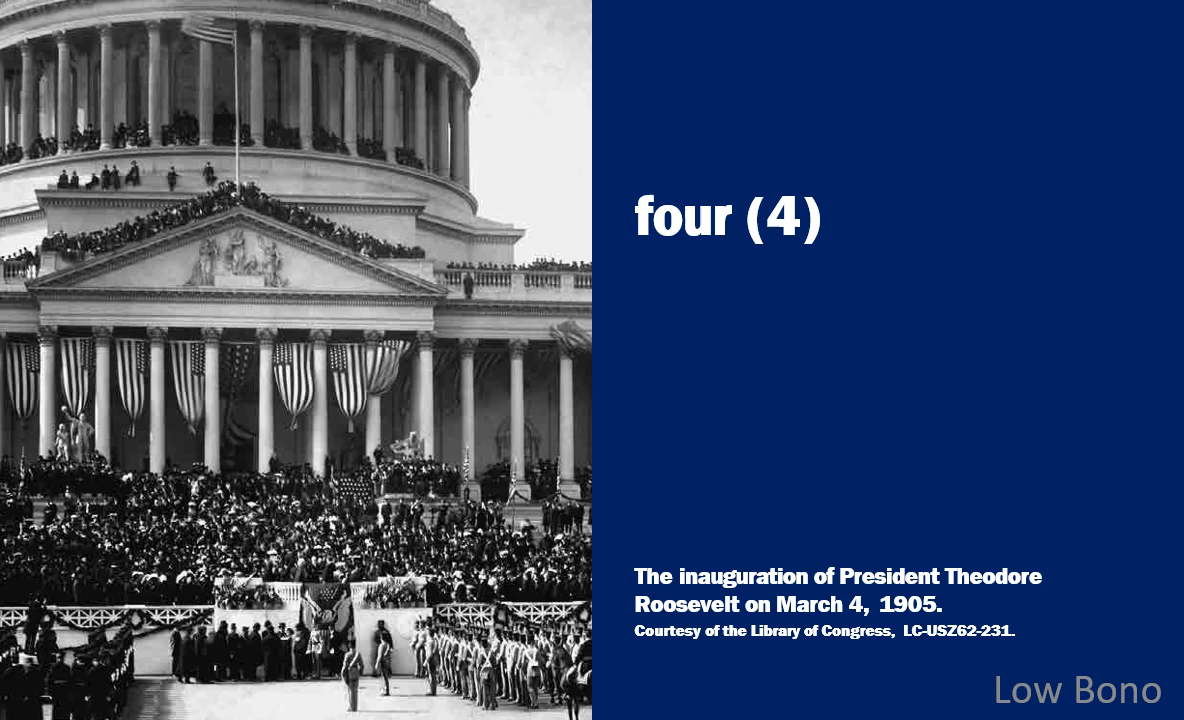 four (4)
The inauguration of President Theodore
Roosevelt on March 4, 1905.
Courtesy of the Library of Congress, LC-USZ62-231.
Low Bono